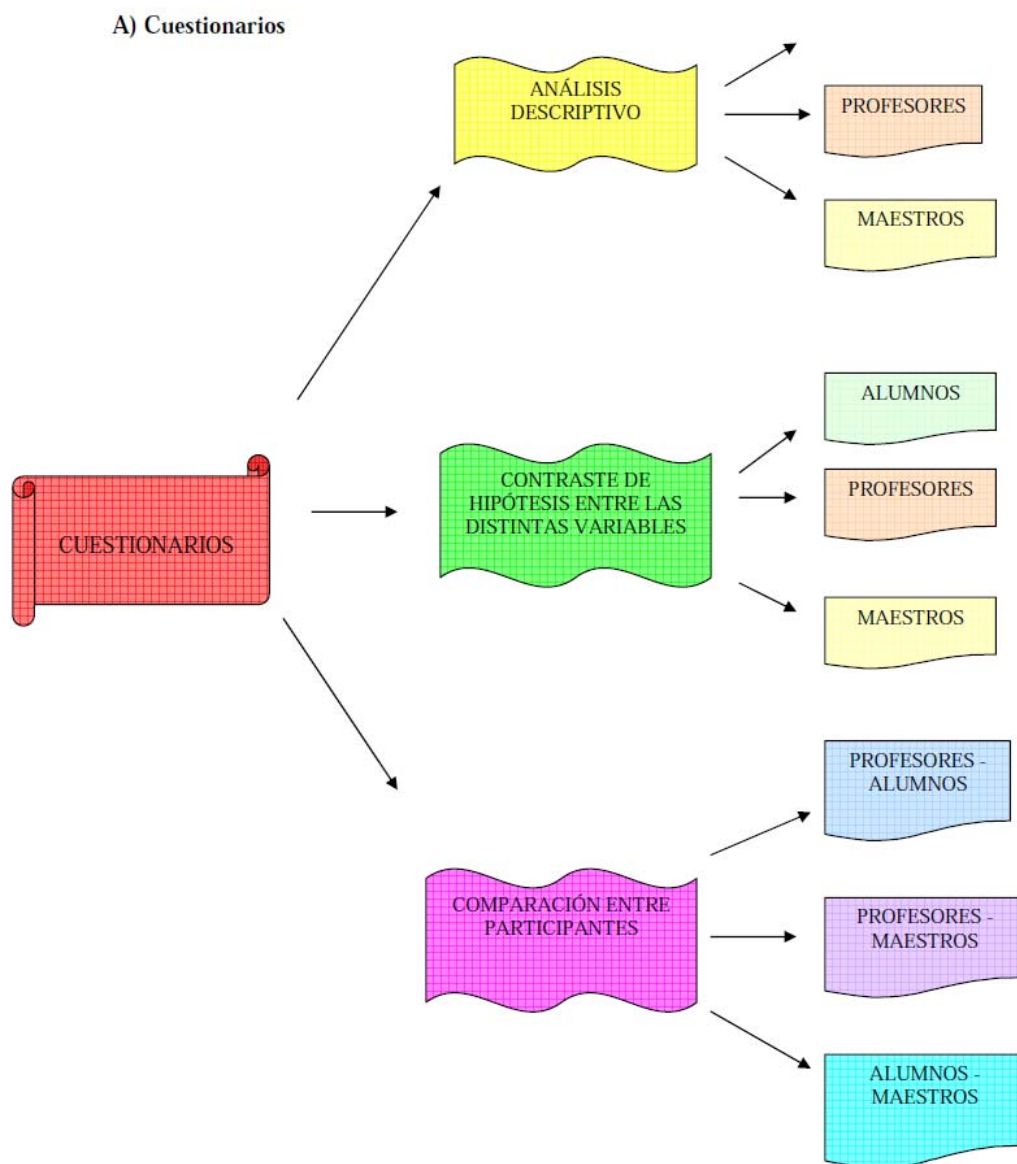 A) Cuestionarios
ANÁLISIS
DESCRIPTIVO
PROFESORES
MAESTROS
CUESTIONARIOS
CONTRASTE DE
HIPÓTESIS ENTRE LAS
DISTINTAS VARIABLES
ALUMNOS
PROFESORES
MAESTROS
COMPARACIÓN ENTRE
PARTICIPANTES
PROFESORES -
ALUMNOS
PROFESORES -
MAESTROS
ALUMNOS -
MAESTROS